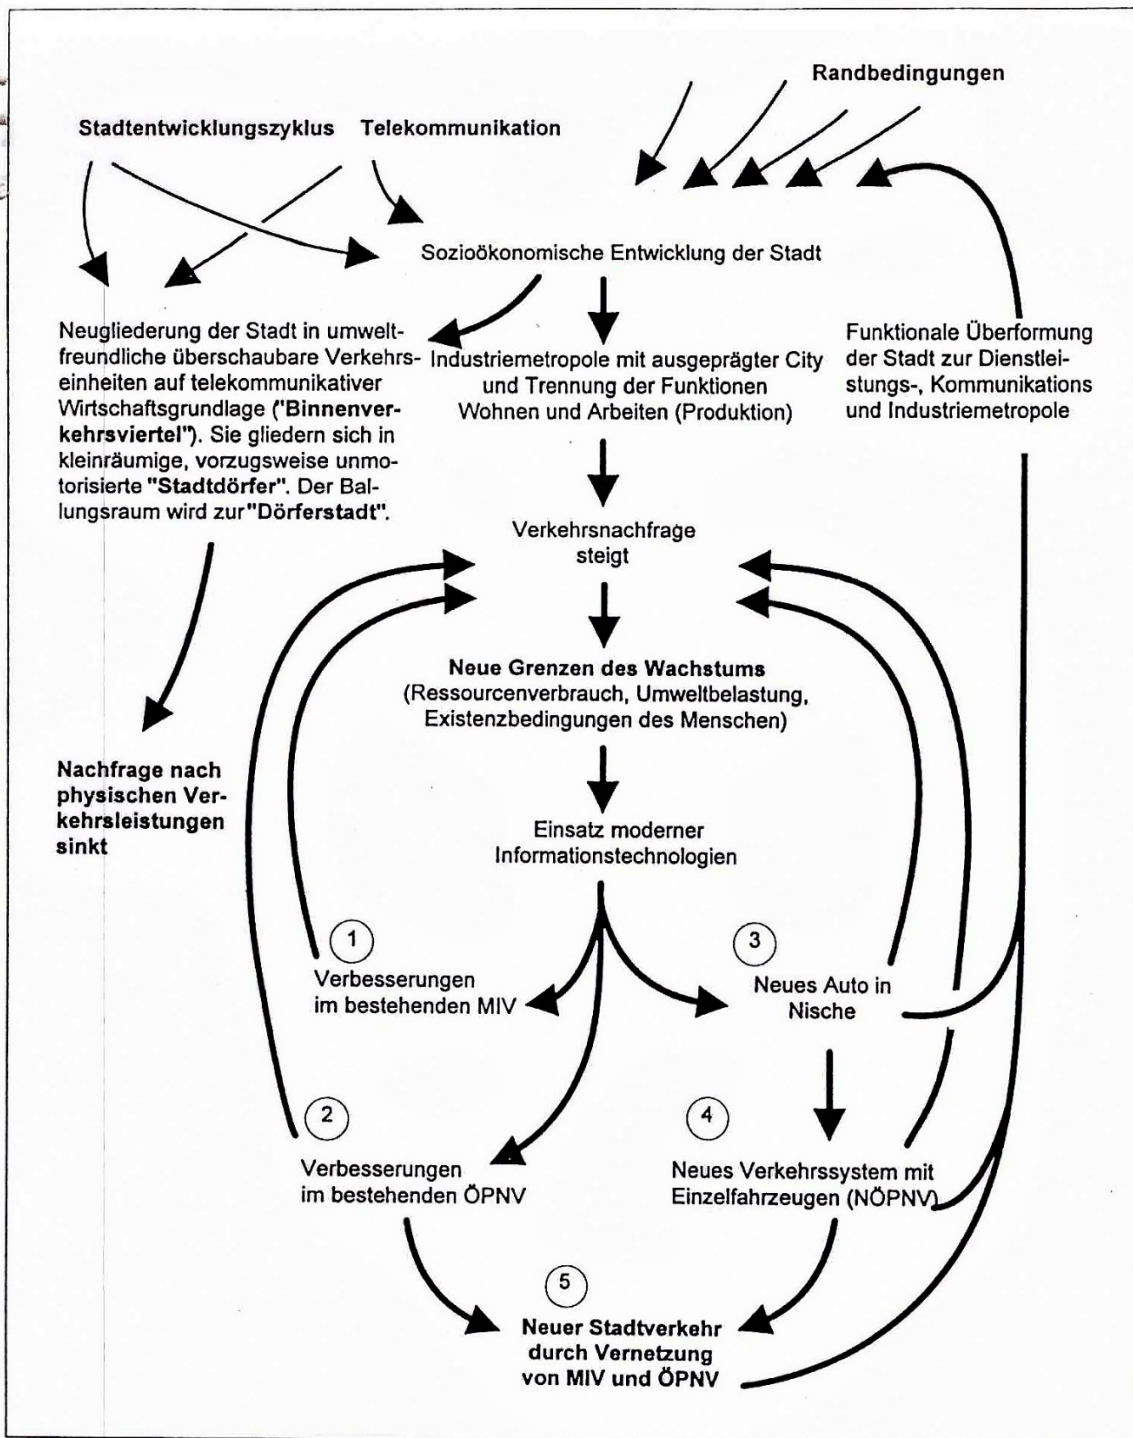 Randbedingungen
Stadtentwicklungszyklus Telekommunikation
Sozioökonomische Entwicklung der Stadt
Neugliederung der Stadt in umwelt-
freundliche überschaubare Verkehrs-
einheiten auf telekommunikativer
Wirtschaftsgrundlage ("Binnenver-
kehrsviertel"). Sie gliedern sich in
kleinräumige, vorzugsweise unmo-
torisierte "Stadtdörfer". Der Bal-
lungsraum wird zur "Dörferstadt".
Industriemetropole mit ausgeprägter City
und Trennung der Funktionen
Wohnen und Arbeiten (Produktion)
Funktionale Überformung
der Stadt zur Dienstlei-
stungs-, Kommunikations
und Industriemetropole
Verkehrsnachfrage
steigt
Neue Grenzen des Wachstums
(Ressourcenverbrauch, Umweltbelastung,
Existenzbedingungen des Menschen)
Nachfrage nach
physischen Ver-
kehrsleistungen
sinkt
Einsatz moderner
Informationstechnologien
1
Verbesserungen
im bestehenden MIV
3
Neues Auto in
Nische
2
Verbesserungen
im bestehenden ÖPNV
4
Neues Verkehrssystem mit
Einzelfahrzeugen (NÖPNV)
5
Neuer Stadtverkehr
durch Vernetzung
von MIV und ÖPNV